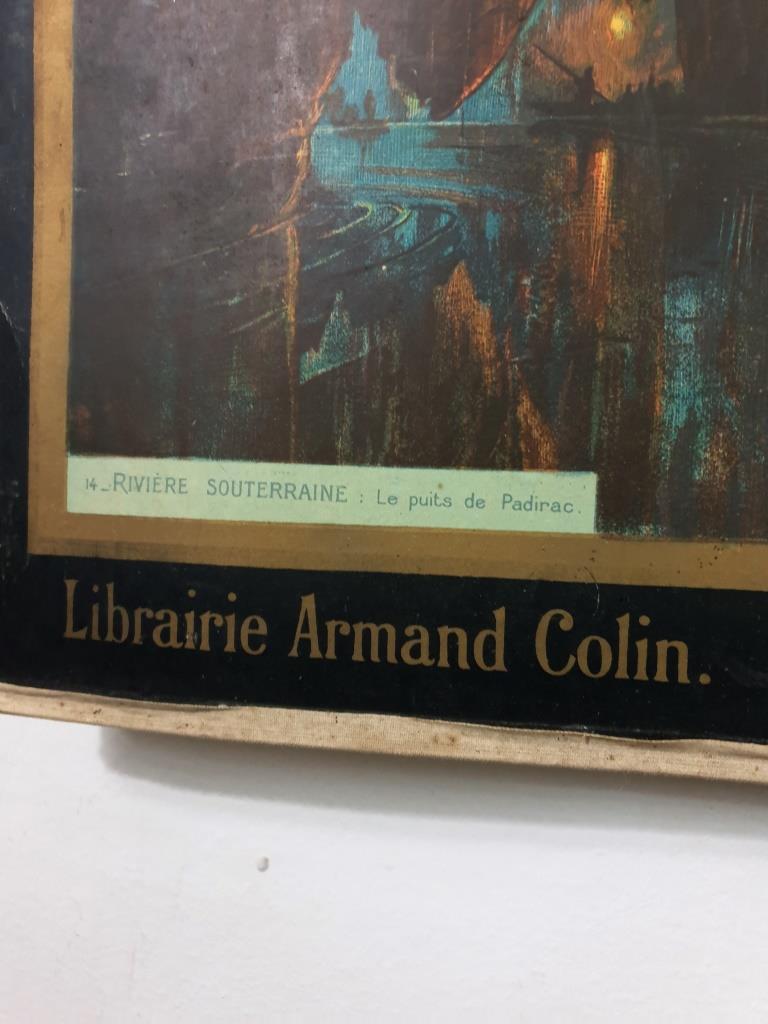 14_RIVIÈRE SOUTERRAINE : Le puits de Padirac.
Librairie Armand Colin.